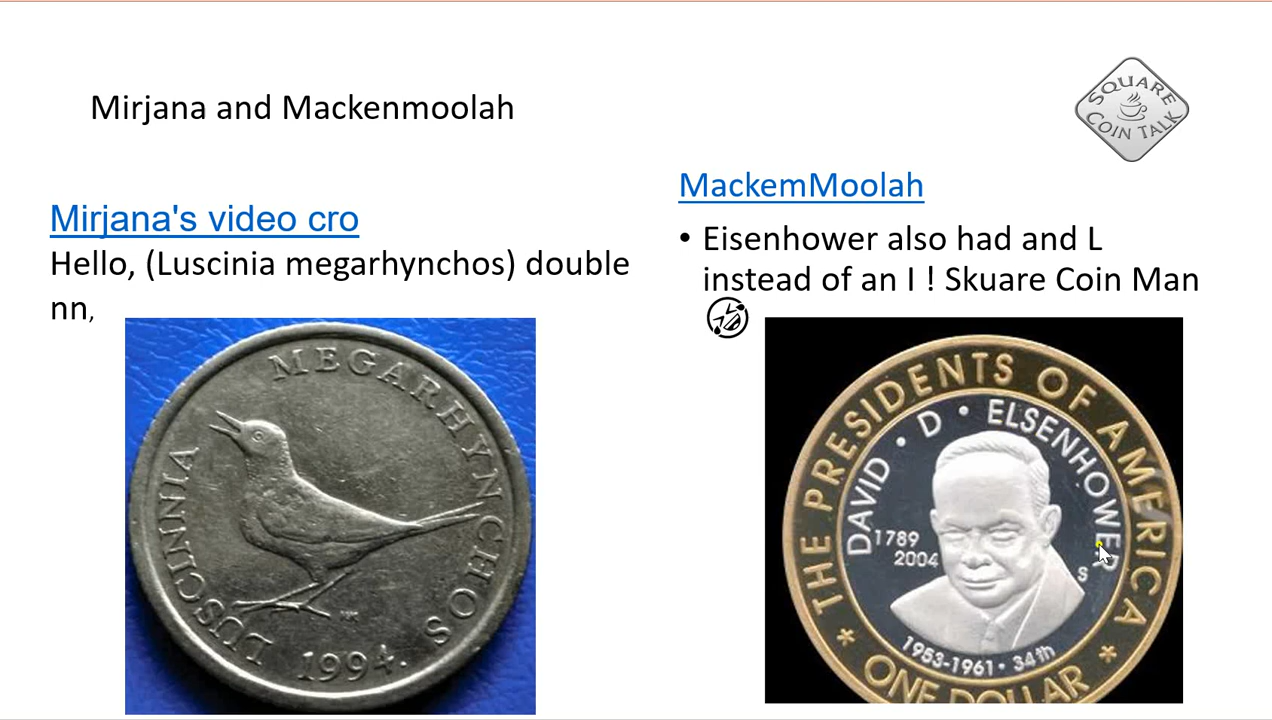 Mirjana and Mackenmoolah
SQUARE
COIN TALK
Mirjana's video cro
Hello, (Luscinia megarhynchos) double
nn,
MEGARHYNCHOS
LUSCINNIA
1994.
MackemMoolah
• Eisenhower also had and L
instead of an I ! Skuare Coin Man
🤣
THE PRESIDENTS OF AMERICA
DAVID • D • ELSENHOWER
1789
2004
S
1953-1961 • 34th
* ONE DOLLAR *